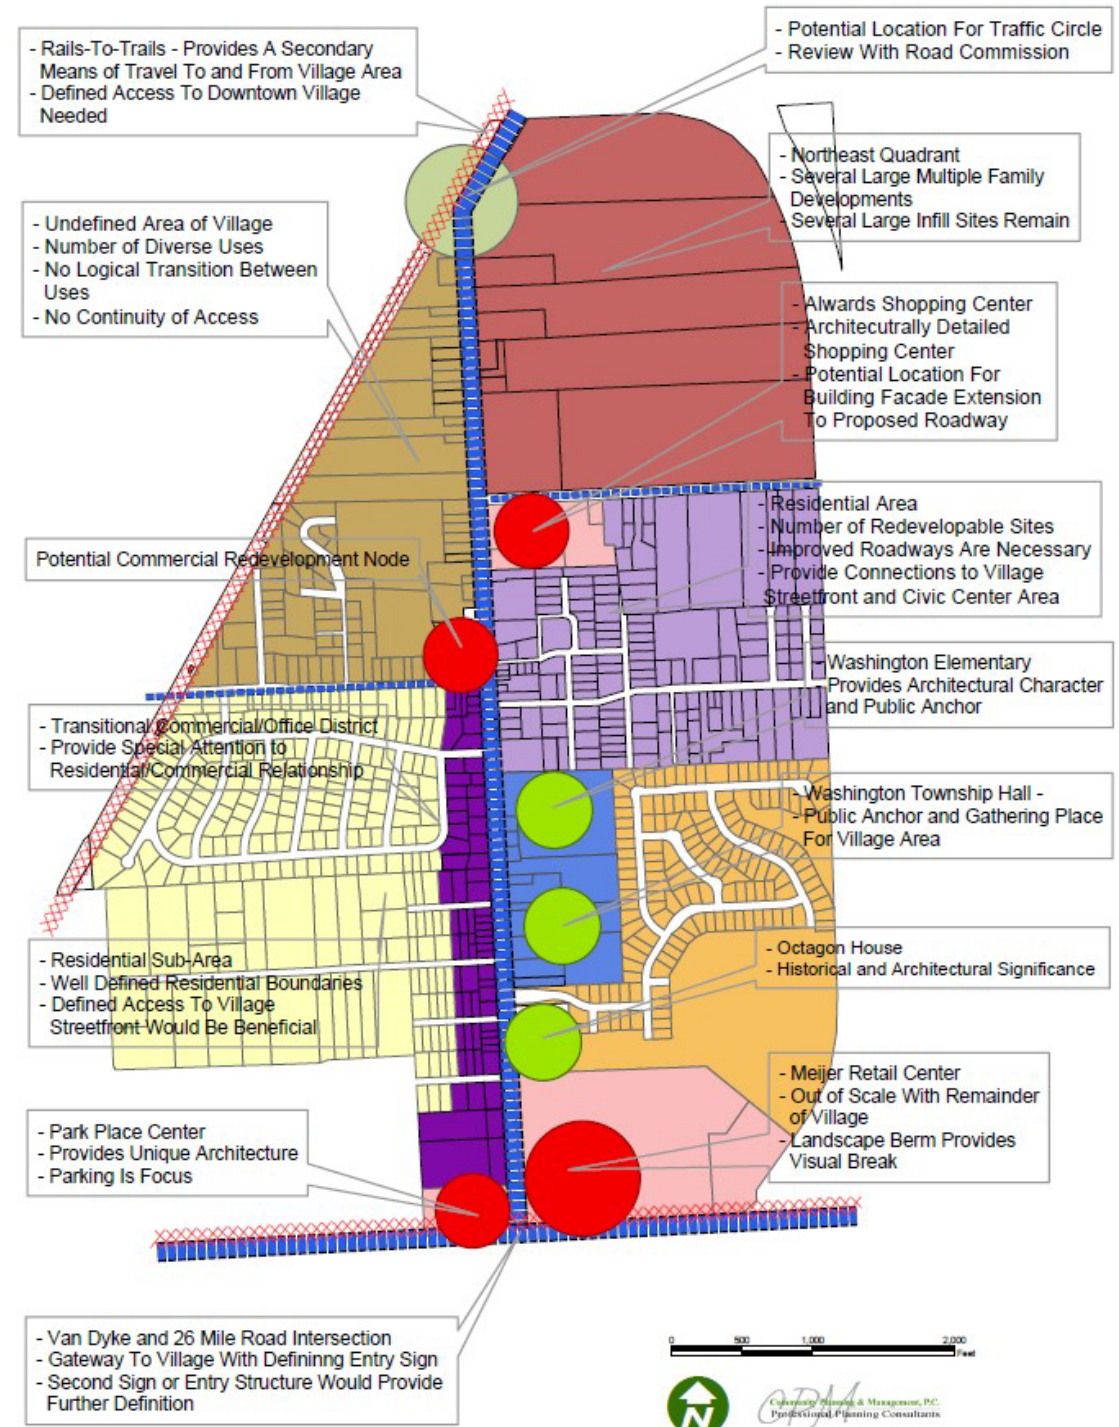 - Rails-To-Trails - Provides A Secondary
Means of Travel To and From Village Area
- Defined Access To Downtown Village
Needed
- Potential Location For Traffic Circle
- Review With Road Commission
- Northeast Quadrant
- Several Large Multiple Family
Developments
- Several Large Infill Sites Remain
- Undefined Area of Village
- Number of Diverse Uses
- No Logical Transition Between
Uses
- No Continuity of Access
- Alwards Shopping Center
- Architecutrally Detailed
Shopping Center
- Potential Location For
Building Facade Extension
To Proposed Roadway
- Residential Area
- Number of Redevelopable Sites
- Improved Roadways Are Necessary
- Provide Connections to Village
Streetfront and Civic Center Area
Potential Commercial Redevelopment Node
- Washington Elementary
Provides Architectural Character
and Public Anchor
- Transitional Commercial/Office District
- Provide Special Attention to
Residential/Commercial Relationship
- Washington Township Hall -
- Public Anchor and Gathering Place
For Village Area
- Octagon House
- Historical and Architectural Significance
- Residential Sub-Area
- Well Defined Residential Boundaries
- Defined Access To Village
Streetfront Would Be Beneficial
- Meijer Retail Center
- Out of Scale With Remainder
of Village
- Landscape Berm Provides
Visual Break
- Park Place Center
- Provides Unique Architecture
- Parking Is Focus
- Van Dyke and 26 Mile Road Intersection
- Gateway To Village With Defininng Entry Sign
- Second Sign or Entry Structure Would Provide
Further Definition
0 500 1,000 2,000
Feet
N
CPM
Community Planning & Management, P.C.
Professional Planning Consultants